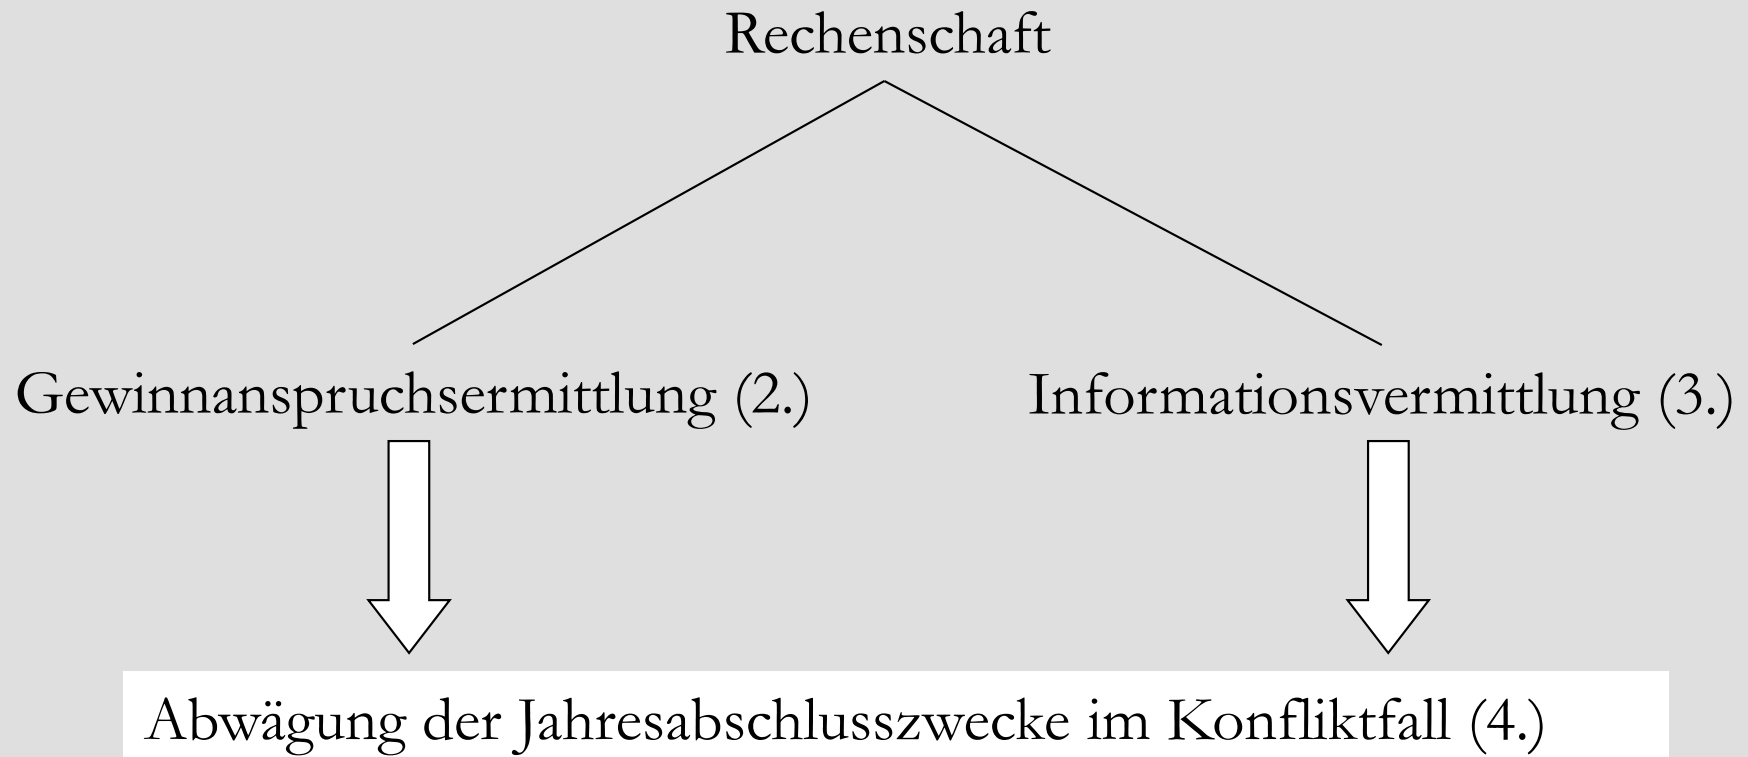 Rechenschaft
Gewinnanspruchsermittlung (2.)
Informationsvermittlung (3.)
Abwägung der Jahresabschlusszwecke im Konfliktfall (4.)